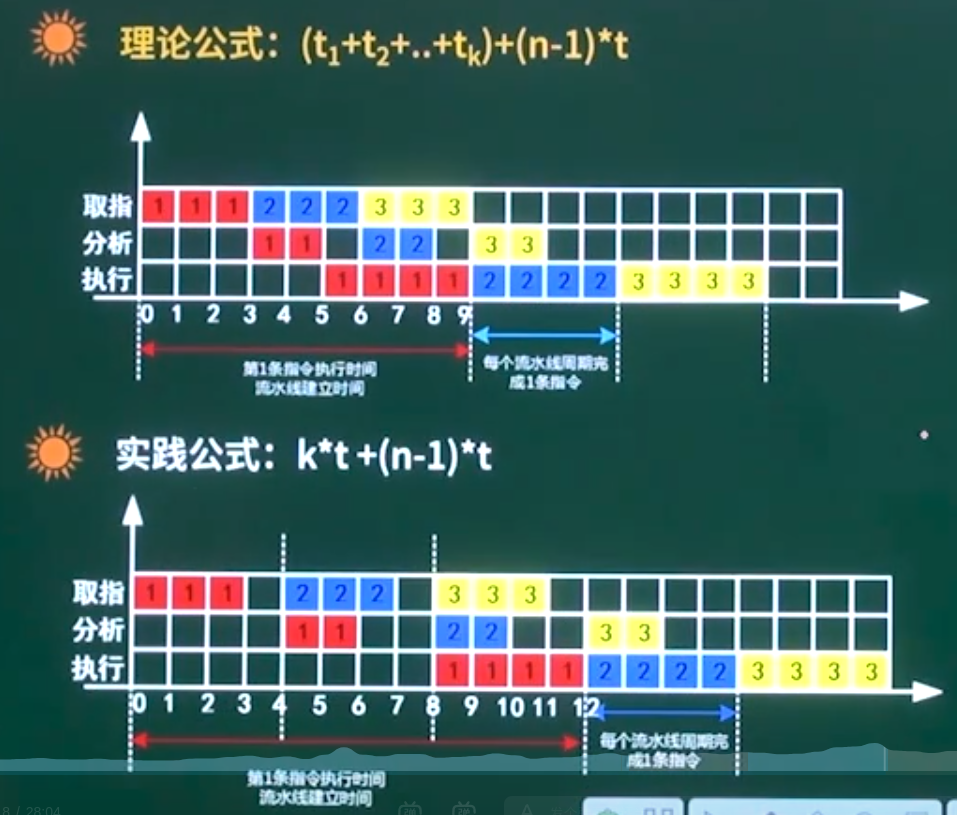 理论公式：(t1+t2+..+tk)+(n-1)*t
取指 1 1 1 2 2 2 3 3 3
分析 1 1 2 2 3 3
执行 1 1 1 1 2 2 2 2 3 3 3 3
0 1 2 3 4 5 6 7 8 9
第1条指令执行时间
流水线建立时间
每个流水线周期完
成1条指令
实践公式：k*t +(n-1)*t
取指 1 1 1 2 2 2 3 3 3
分析 1 1 2 2 3 3
执行 1 1 1 1 2 2 2 2 3 3 3 3
0 1 2 3 4 5 6 7 8 9 10 11 12
每个流水线周期完
成1条指令
第1条指令执行时间
流水线建立时间
8 / 28:04